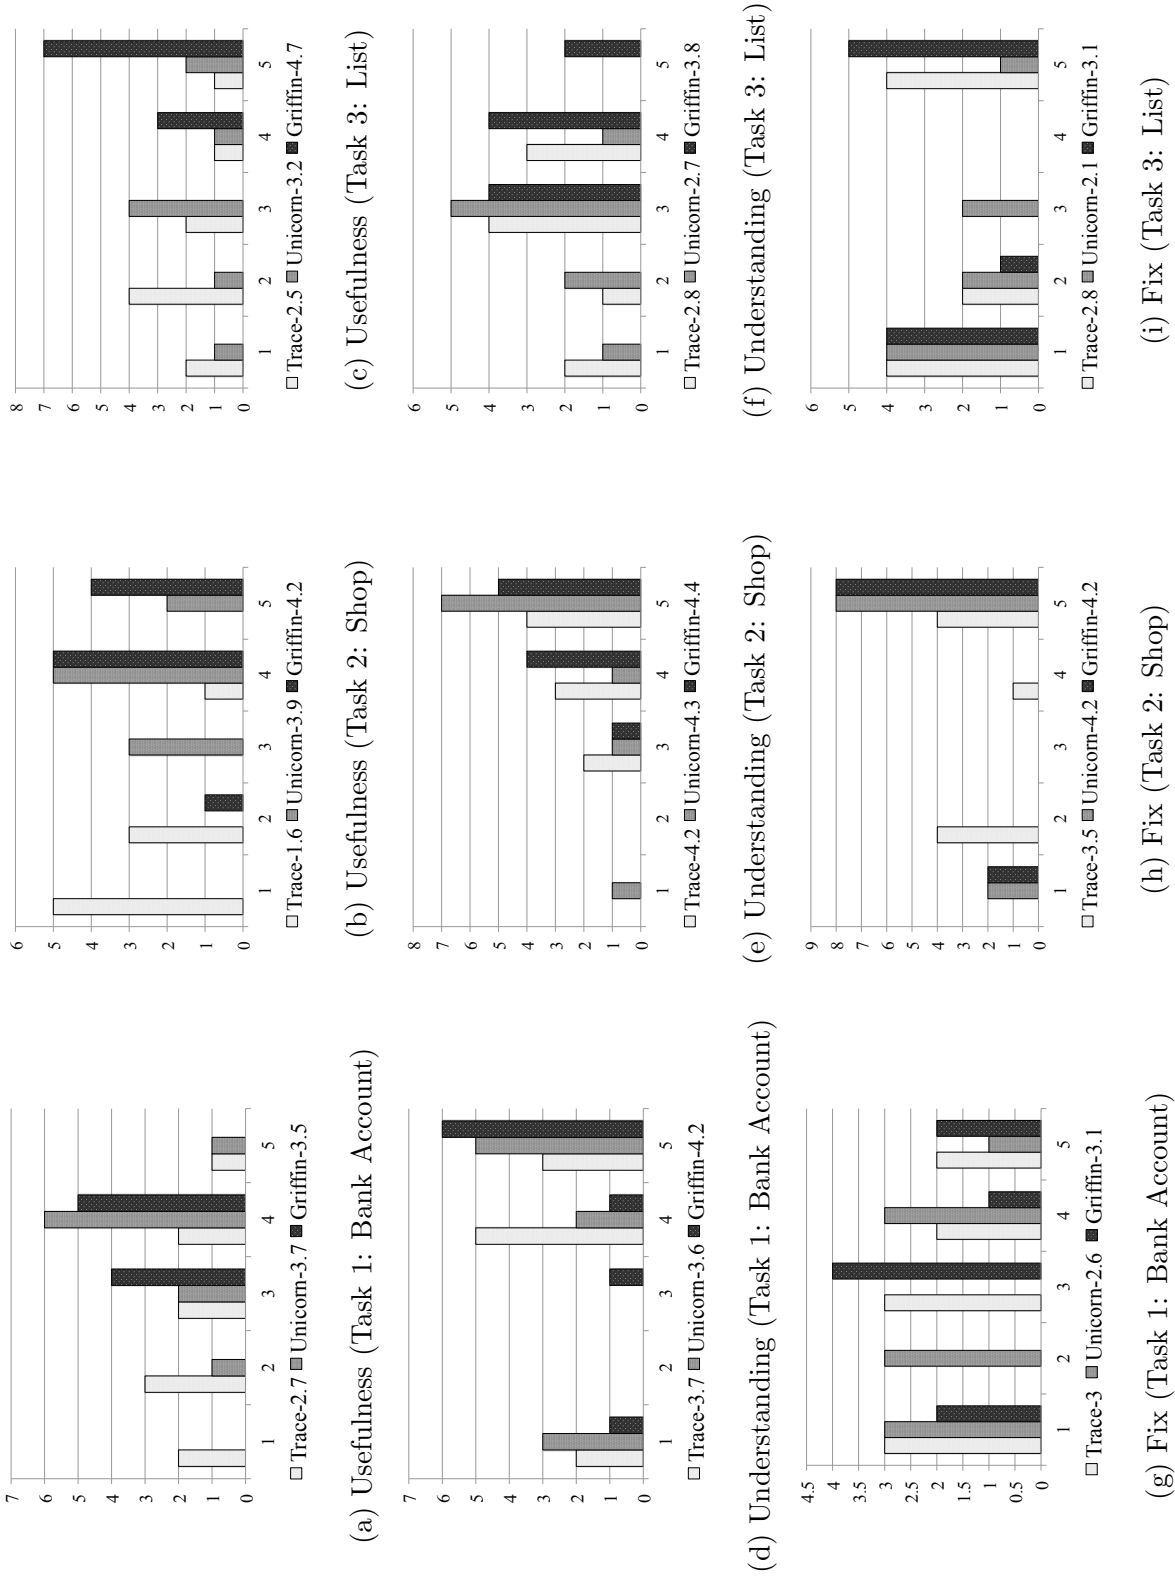 7
6
5
4
3
2
1
0
1 2 3 4 5
Trace-2.7 Unicorn-3.7 Griffin-3.5
(a) Usefulness (Task 1: Bank Account)
6
5
4
3
2
1
0
1 2 3 4 5
Trace-1.6 Unicorn-3.9 Griffin-4.2
(b) Usefulness (Task 2: Shop)
8
7
6
5
4
3
2
1
0
1 2 3 4 5
Trace-2.5 Unicorn-3.2 Griffin-4.7
(c) Usefulness (Task 3: List)
7
6
5
4
3
2
1
0
1 2 3 4 5
Trace-3.7 Unicorn-3.6 Griffin-4.2
(d) Understanding (Task 1: Bank Account)
8
7
6
5
4
3
2
1
0
1 2 3 4 5
Trace-4.2 Unicorn-4.3 Griffin-4.4
(e) Understanding (Task 2: Shop)
6
5
4
3
2
1
0
1 2 3 4 5
Trace-2.8 Unicorn-2.7 Griffin-3.8
(f) Understanding (Task 3: List)
4.5
4
3.5
3
2.5
2
1.5
1
0.5
0
1 2 3 4 5
Trace-3 Unicorn-2.6 Griffin-3.1
(g) Fix (Task 1: Bank Account)
9
8
7
6
5
4
3
2
1
0
1 2 3 4 5
Trace-3.5 Unicorn-4.2 Griffin-4.2
(h) Fix (Task 2: Shop)
6
5
4
3
2
1
0
1 2 3 4 5
Trace-2.8 Unicorn-2.1 Griffin-3.1
(i) Fix (Task 3: List)